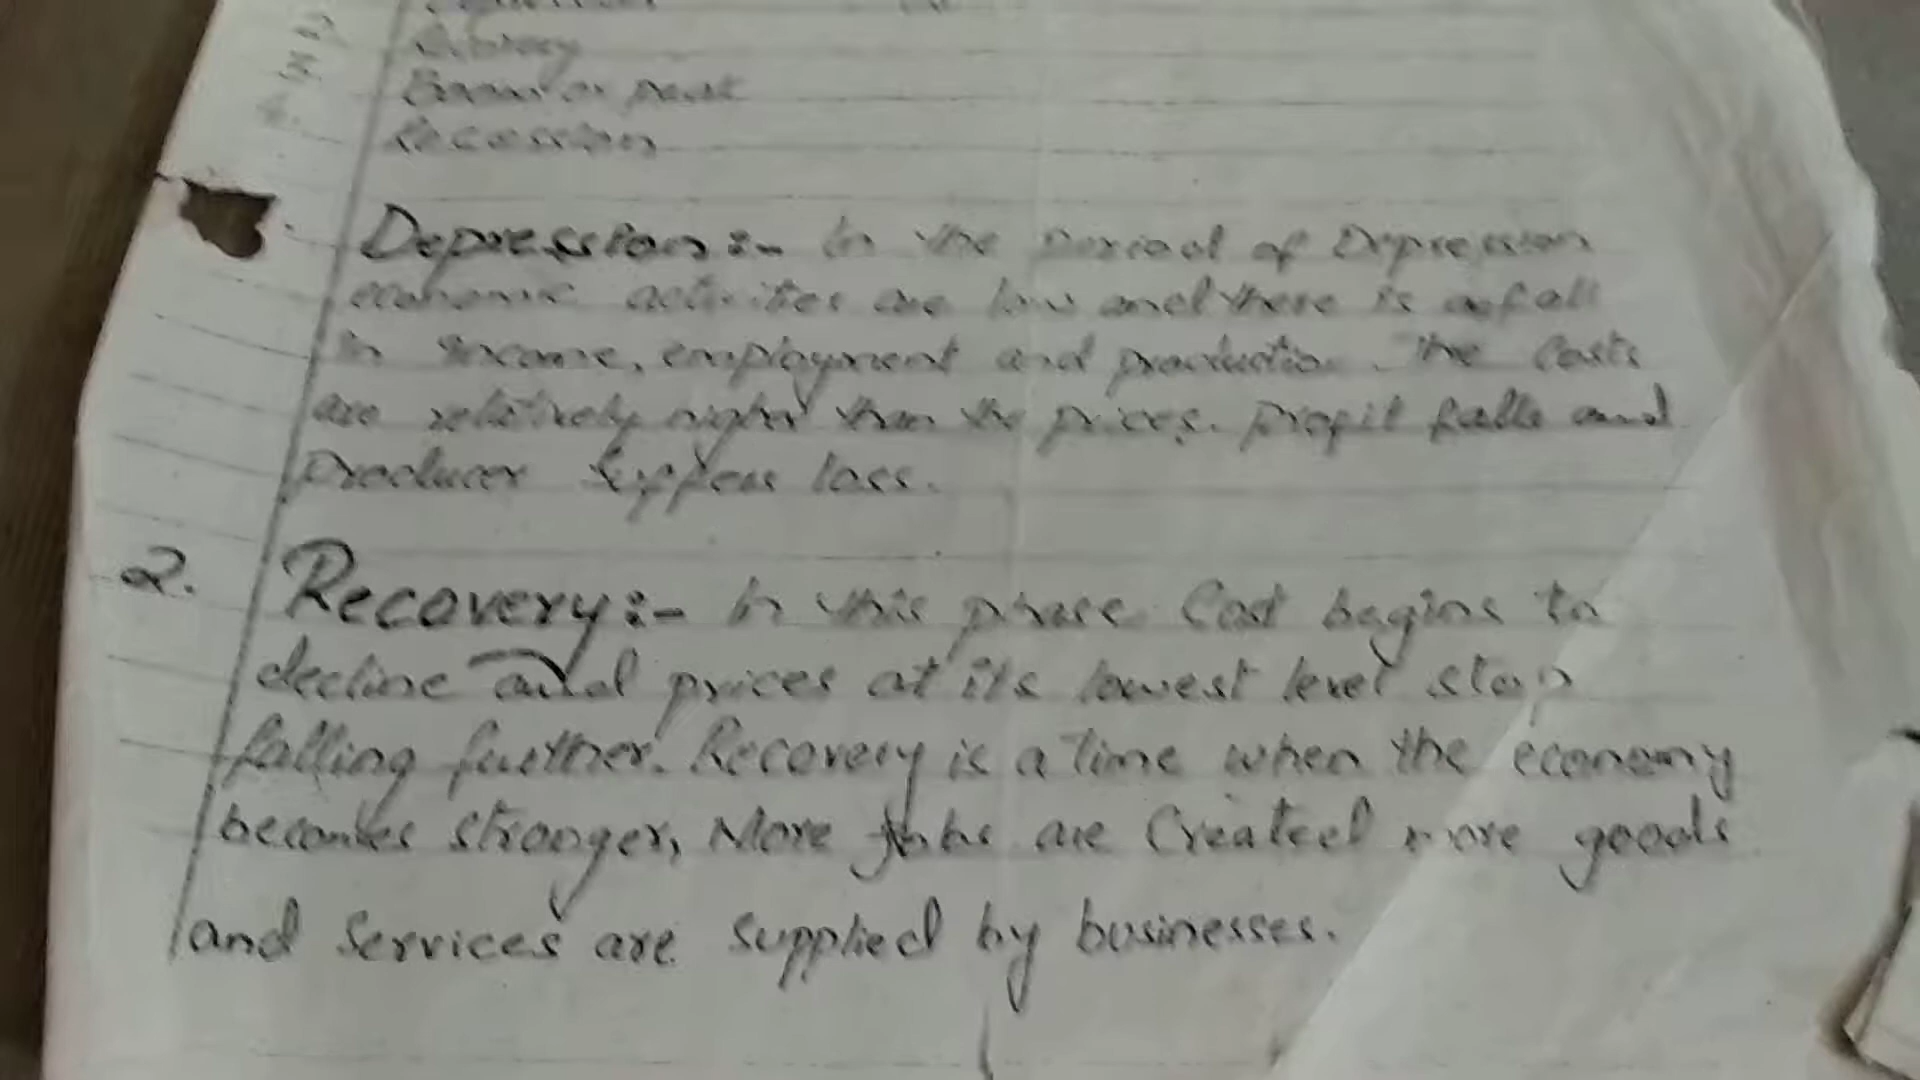 Boom or peak
Recession
Depression:- In the period of Depression
economic activities are low and there is a fall
in income, employment and production. The Costs
are relatively higher than the prices. Profit falls and
Producer suffers loss.
2. Recovery:- In this phase Cost begins to
decline and prices at its lowest level stop
falling further. Recovery is a time when the economy
becomes stronger, More jobs are Created more goods
and Services are supplied by businesses.